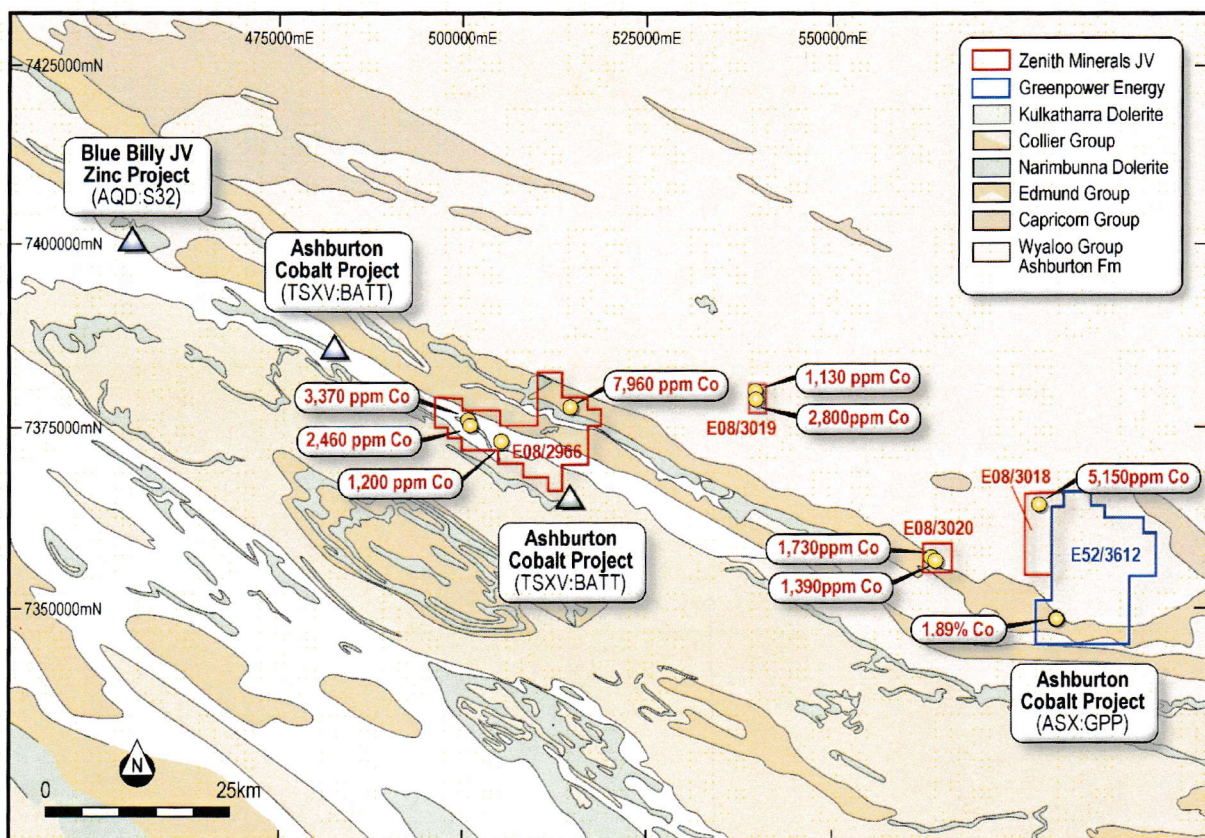 475000mE
500000mE
525000mE
550000mE
7425000mN
7400000mN
7375000mN
7350000mN
Zenith Minerals JV
Greenpower Energy
Kulkatharra Dolerite
Collier Group
Narimbunna Dolerite
Edmund Group
Capricorn Group
Wyaloo Group
Ashburton Fm
Blue Billy JV
Zinc Project
(AQD:S32)
Ashburton
Cobalt Project
(TSXV:BATT)
3,370 ppm Co
2,460 ppm Co
1,200 ppm Co
E08/2966
7,960 ppm Co
1,130 ppm Co
2,800ppm Co
E08/3019
Ashburton
Cobalt Project
(TSXV:BATT)
E08/3018
5,150ppm Co
E08/3020
1,730ppm Co
1,390ppm Co
E52/3612
1.89% Co
Ashburton
Cobalt Project
(ASX:GPP)
N
0
25km